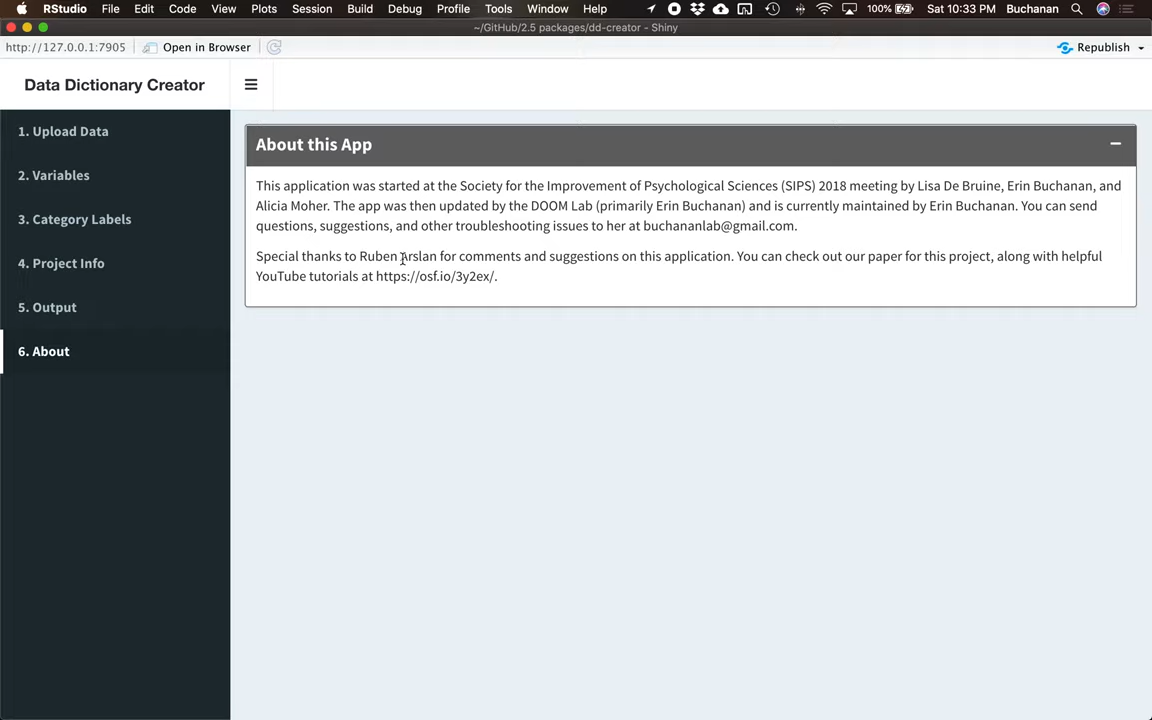 RStudio File Edit Code View Plots Session Build Debug Profile Tools Window Help 100% Sat 10:33 PM Buchanan
~/GitHub/2.5 packages/dd-creator - Shiny
http://127.0.0.1:7905 Open in Browser Republish
Data Dictionary Creator
1. Upload Data
2. Variables
3. Category Labels
4. Project Info
5. Output
6. About
About this App
This application was started at the Society for the Improvement of Psychological Sciences (SIPS) 2018 meeting by Lisa De Bruine, Erin Buchanan, and
Alicia Moher. The app was then updated by the DOOM Lab (primarily Erin Buchanan) and is currently maintained by Erin Buchanan. You can send
questions, suggestions, and other troubleshooting issues to her at buchananlab@gmail.com.
Special thanks to Ruben Arslan for comments and suggestions on this application. You can check out our paper for this project, along with helpful
YouTube tutorials at https://osf.io/3y2ex/.